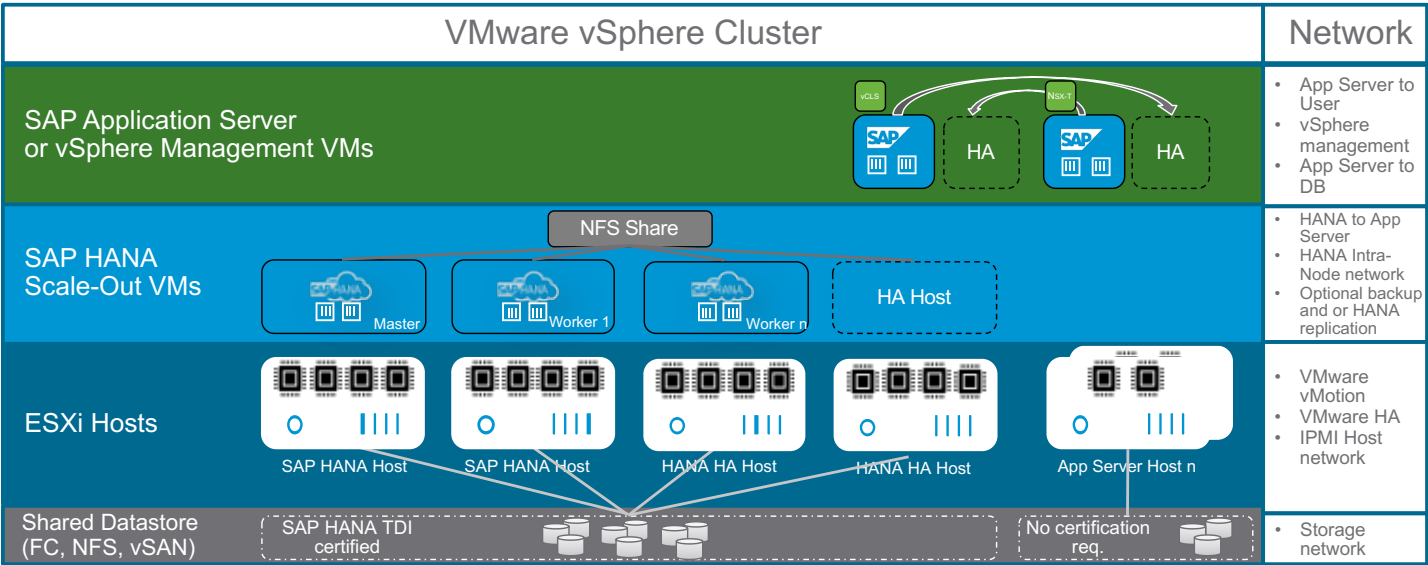 VMware vSphere Cluster
Network
SAP Application Server
or vSphere Management VMs
vCLS
NSX-T
SAP
HA
SAP
HA
• App Server to
User
• vSphere
management
• App Server to
DB
NFS Share
SAP HANA
Scale-Out VMs
SAP HANA
Master
SAP HANA
Worker 1
SAP HANA
Worker n
HA Host
• HANA to App
Server
• HANA Intra-
Node network
• Optional backup
and or HANA
replication
ESXi Hosts
SAP HANA Host
SAP HANA Host
HANA HA Host
HANA HA Host
App Server Host n
• VMware
vMotion
• VMware HA
• IPMI Host
network
Shared Datastore
(FC, NFS, vSAN)
SAP HANA TDI
certified
No certification
req.
• Storage
network